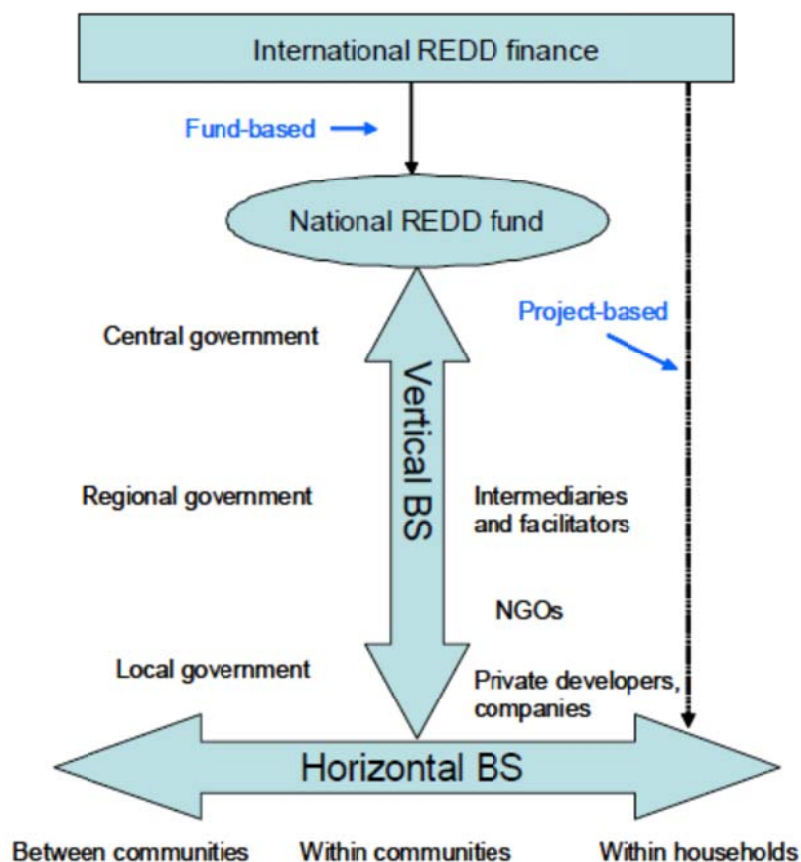 International REDD finance
Fund-based
National REDD fund
Project-based
Central government
Vertical BS
Regional government
Intermediaries
and facilitators
NGOs
Local government
Private developers,
companies
Horizontal BS
Between communities
Within communities
Within households